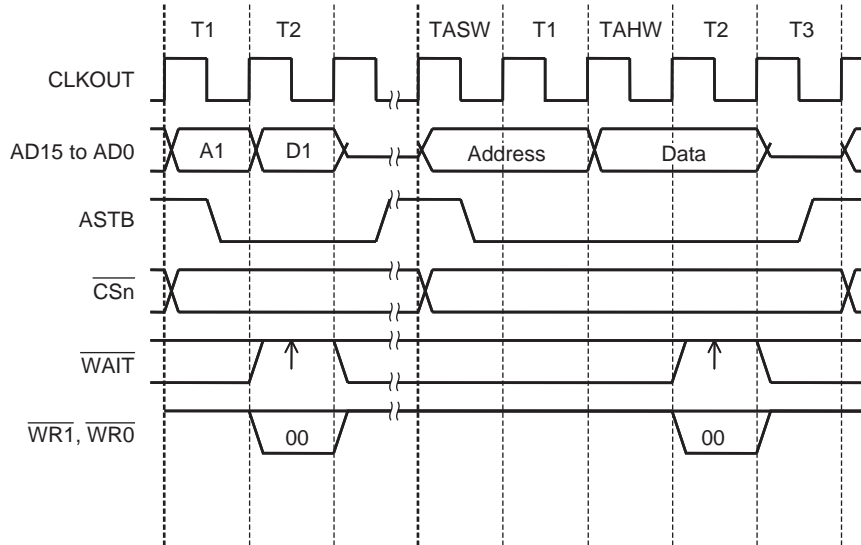 T1 T2 TASW T1 TAHW T2 T3
CLKOUT
AD15 to AD0 A1 D1 Address Data
ASTB
CSn
WAIT
WR1, WR0 00 00